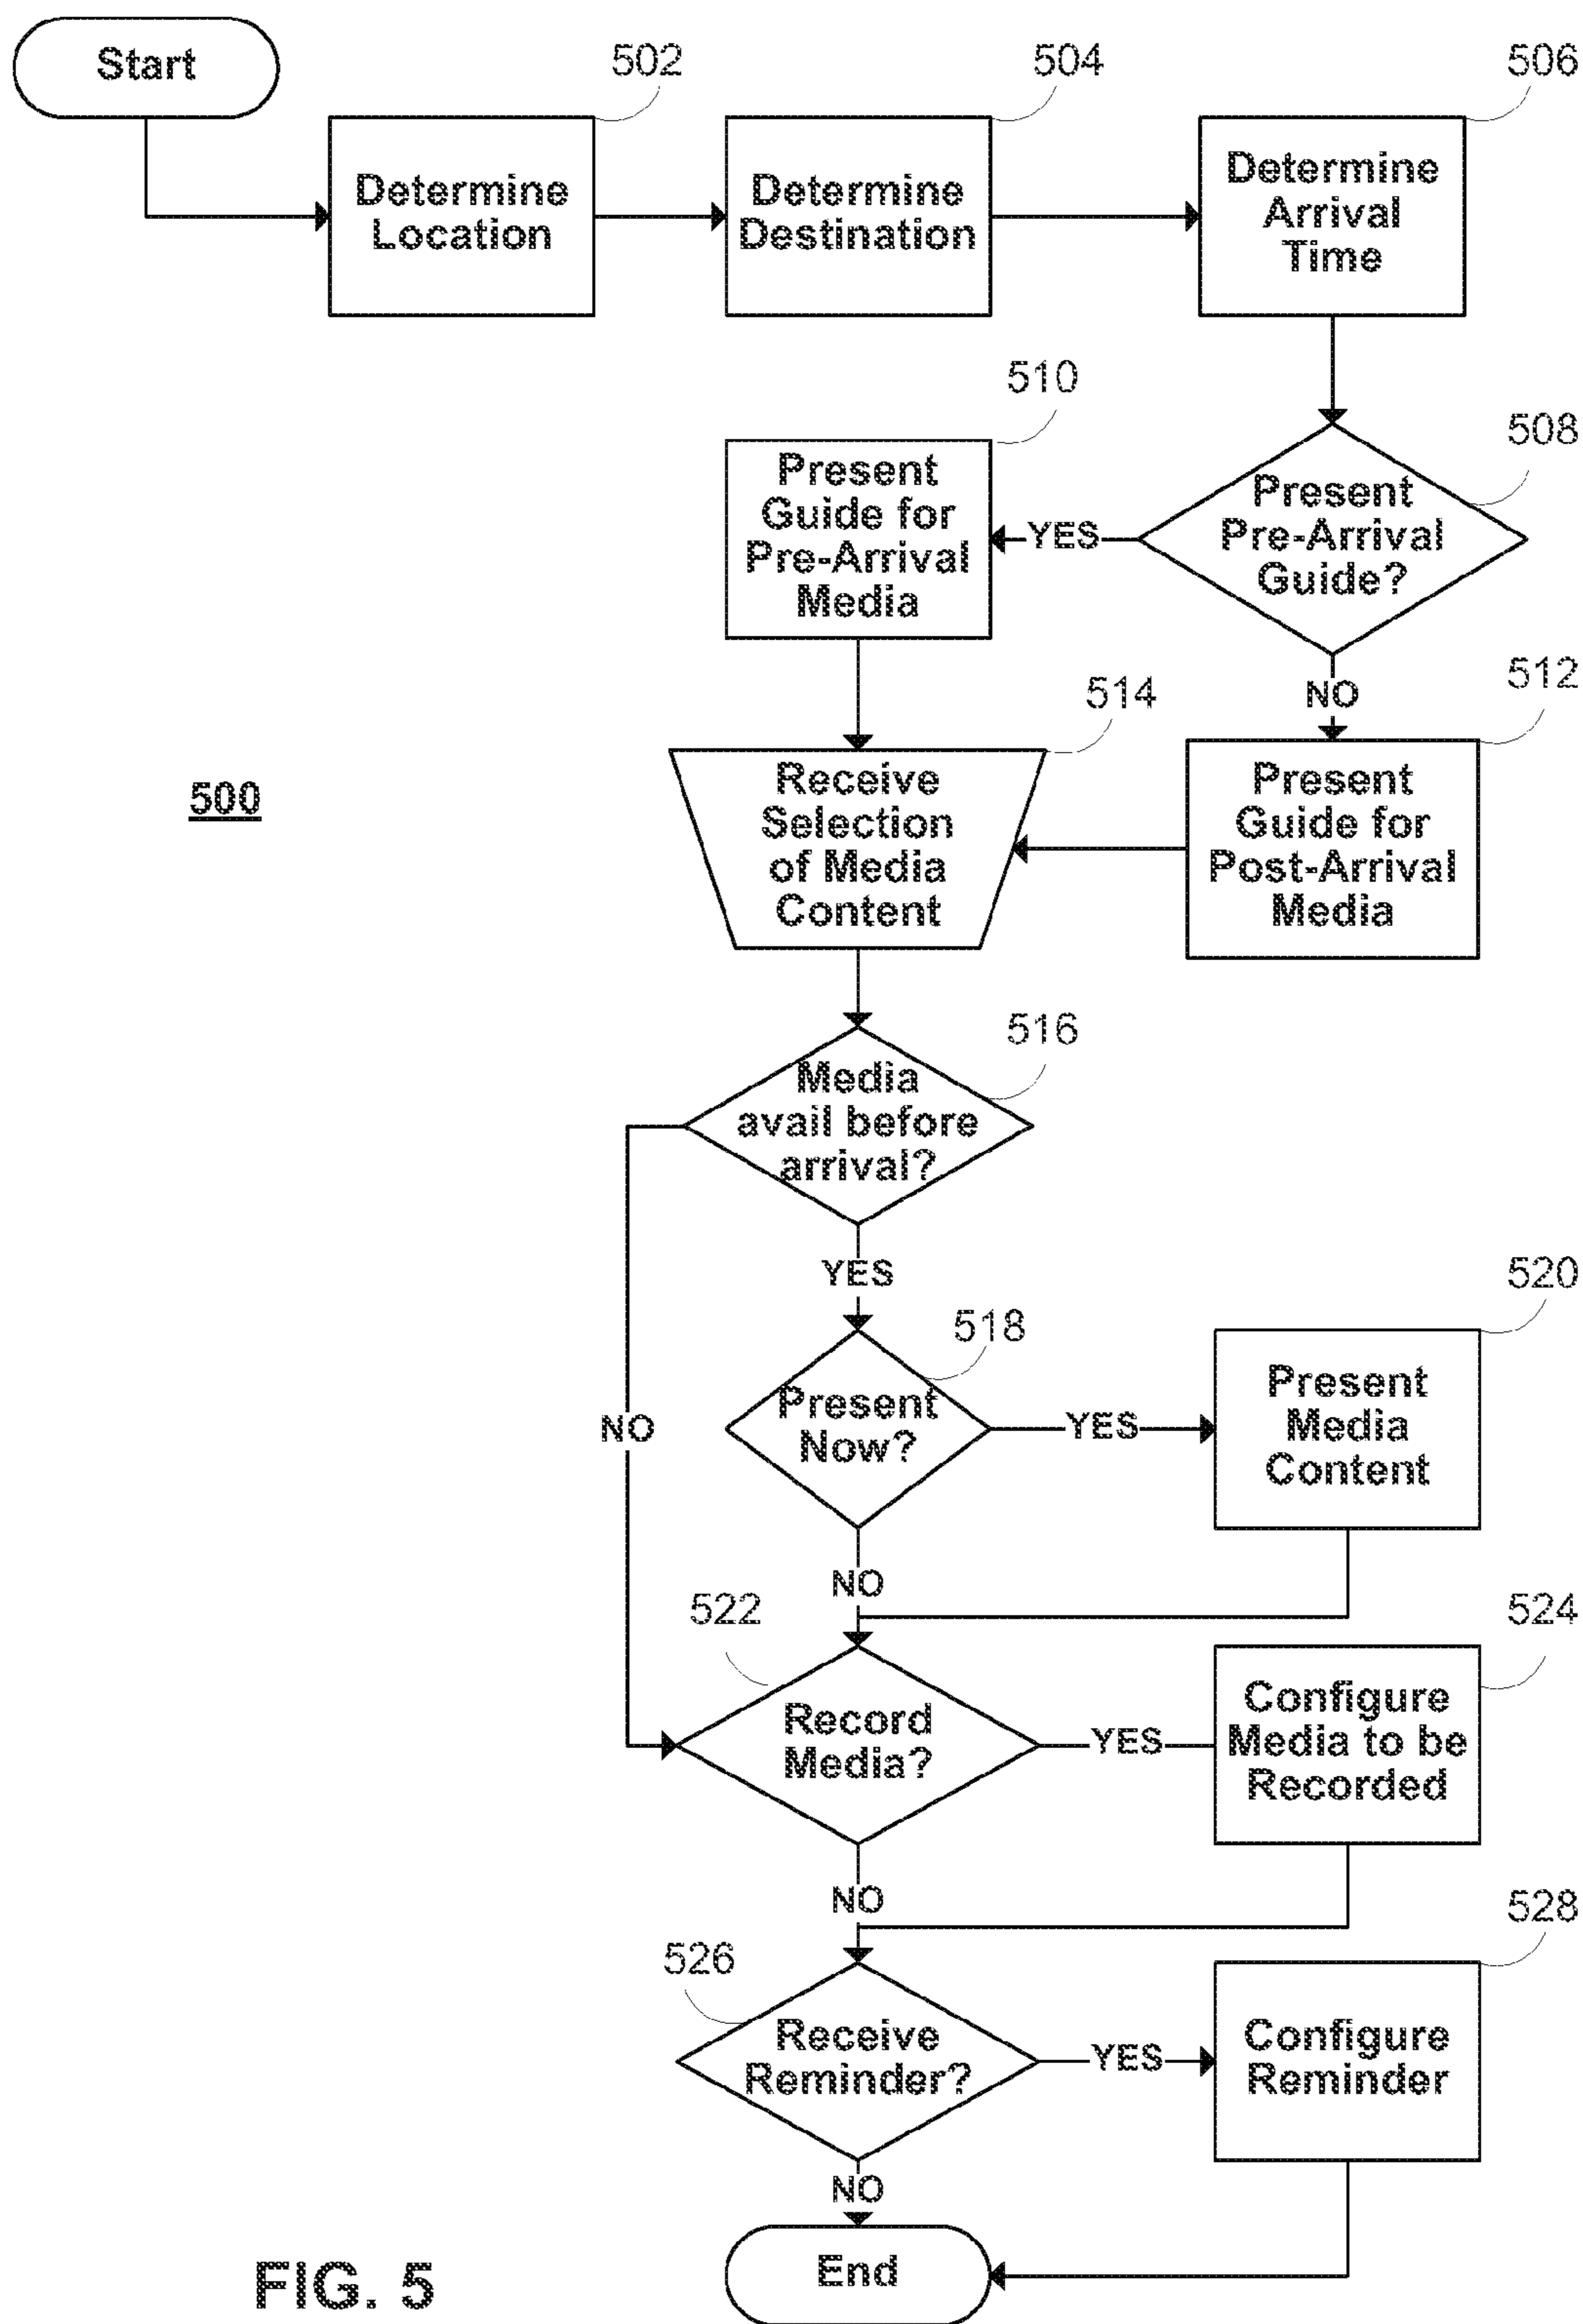 Start
502
504
506
Determine
Location
Determine
Destination
Determine
Arrival
Time
510
508
Present
Guide for
Pre-Arrival
Media
YES
Present
Pre-Arrival
Guide?
NO
512
514
500
Receive
Selection
of Media
Content
Present
Guide for
Post-Arrival
Media
516
Media
avail before
arrival?
YES
NO
518
520
Present
Now?
YES
Present
Media
Content
NO
522
524
Record
Media?
YES
Configure
Media to be
Recorded
NO
526
528
Receive
Reminder?
YES
Configure
Reminder
NO
End
FIG. 5